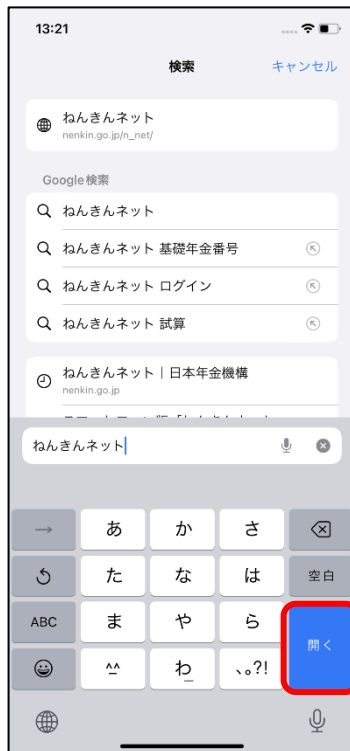 13:21
検索
キャンセル
ねんきんネット
nenkin.go.jp/n_net/
Google検索
ねんきんネット
ねんきんネット 基礎年金番号
ねんきんネット ログイン
ねんきんネット 試算
ねんきんネット｜日本年金機構
nenkin.go.jp
ねんきんネット
→ あ か さ
た な は 空白
ABC ま や ら 開く
^^ わ 、。?!